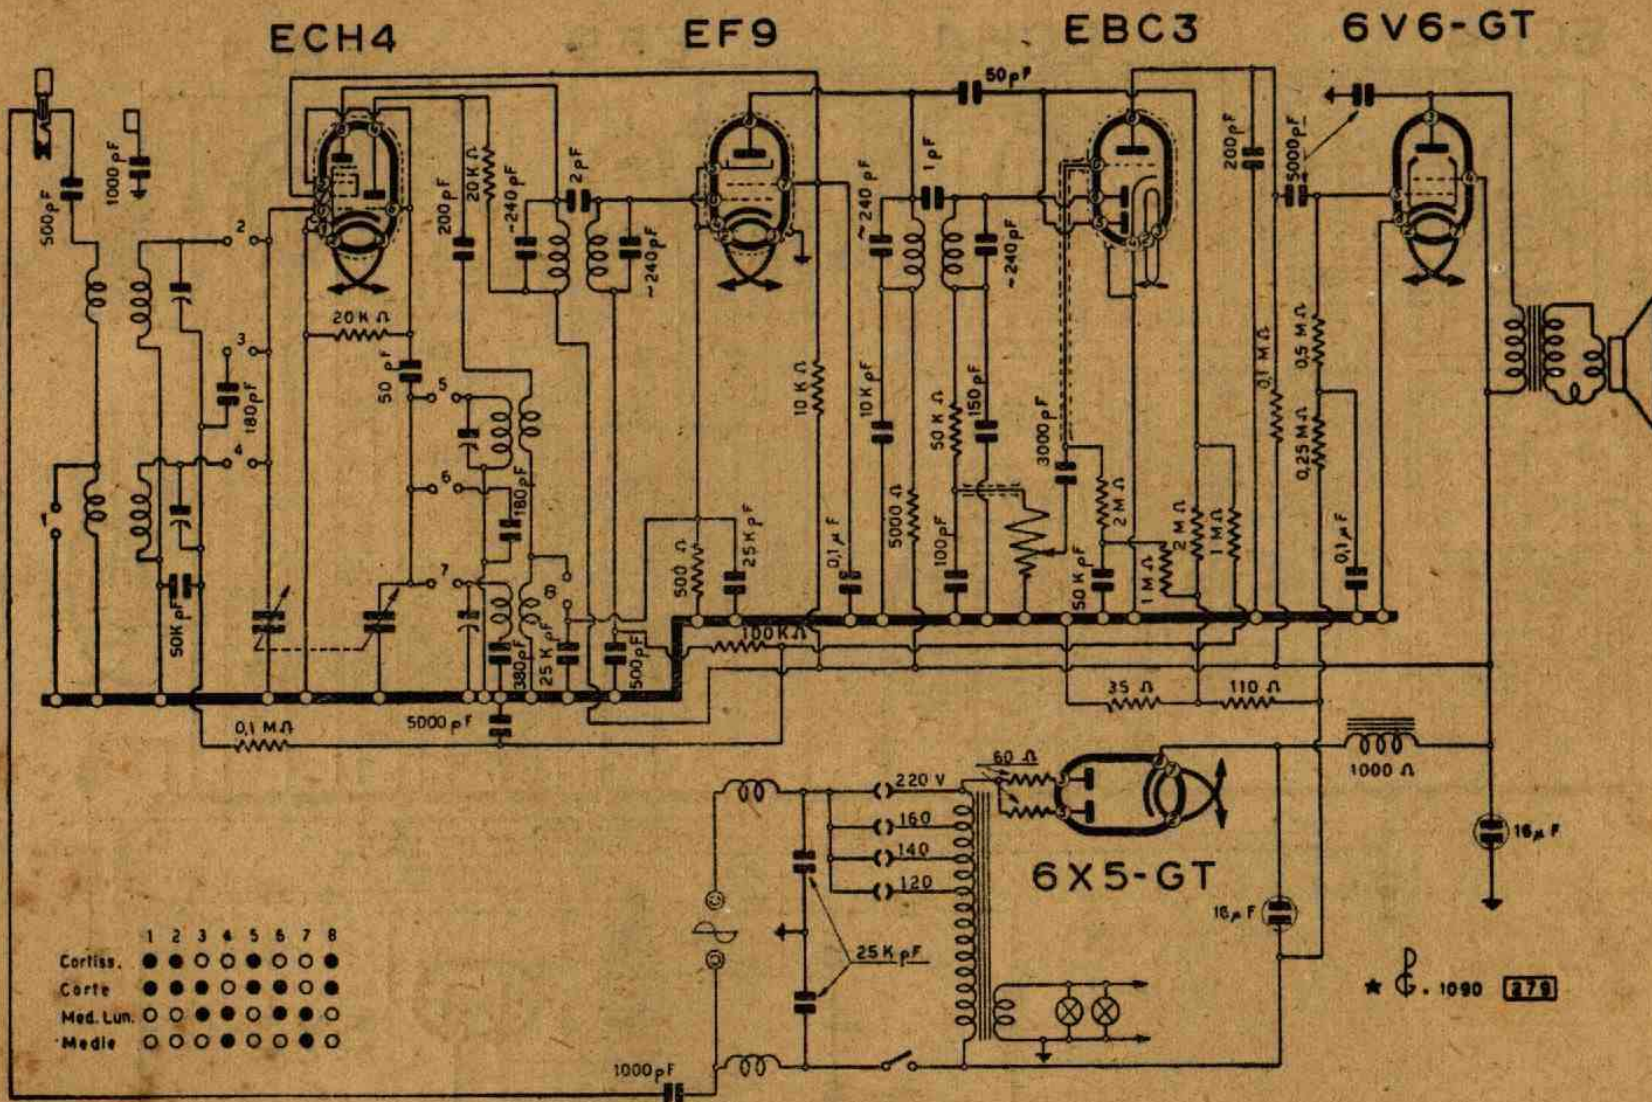 ECH4 EF9 EBC3 6V6-GT
50pF
500pF
1000pF
200pF
20KΩ
~240pF
2pF
~240pF
~240pF
1pF
~240pF
200pF
5000pF
2
20KΩ
3
180pF
50pF
5
10KΩ
10KpF
50KΩ
150pF
3000pF
0,1MΩ
0,5MΩ
0,25MΩ
4
1
6
180pF
7
8
500Ω
25KpF
0,1µF
5000Ω
100pF
2MΩ
50KpF
1MΩ
2MΩ
1MΩ
0,1µF
50KpF
380pF
25KpF
500pF
100KΩ
35Ω 110Ω
5000pF
0,1MΩ
60Ω
1000Ω
220V
160
140
120
6X5-GT
16µF
16µF
25KpF
1 2 3 4 5 6 7 8
Cortiss.
Corte
Med. Lun.
Medie
1000pF
★ G. 1090 279